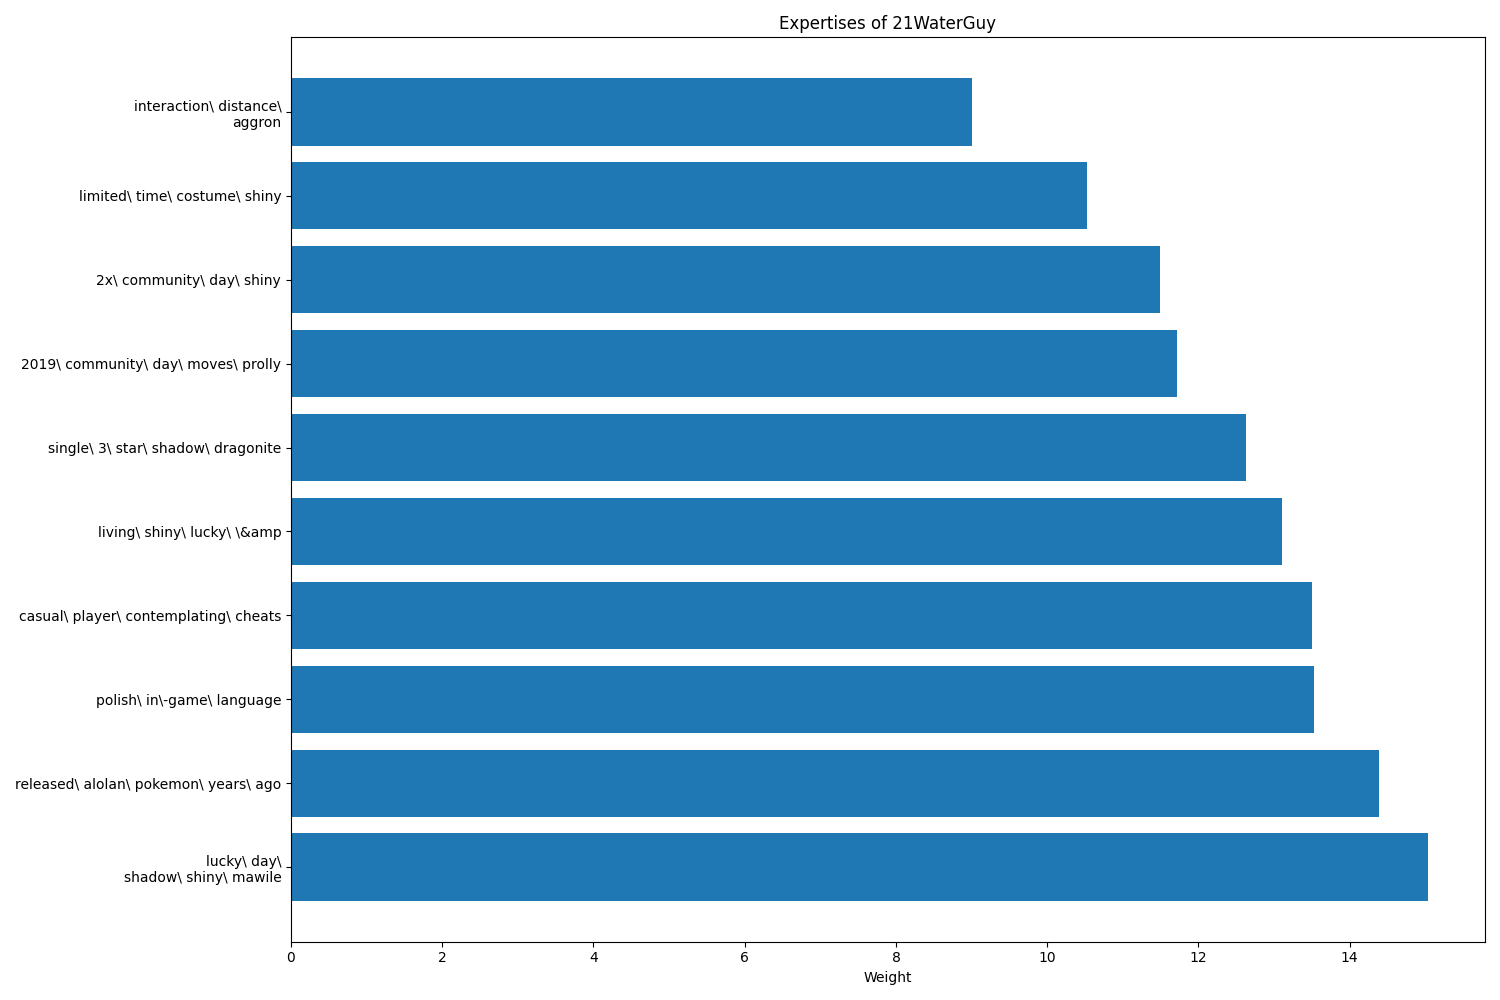 Expertises of 21WaterGuy
interaction\ distance\
aggron
limited\ time\ costume\ shiny
2x\ community\ day\ shiny
2019\ community\ day\ moves\ prolly
single\ 3\ star\ shadow\ dragonite
living\ shiny\ lucky\ \&amp
casual\ player\ contemplating\ cheats
polish\ in\-game\ language
released\ alolan\ pokemon\ years\ ago
lucky\ day\
shadow\ shiny\ mawile
0 2 4 6 8 10 12 14
Weight